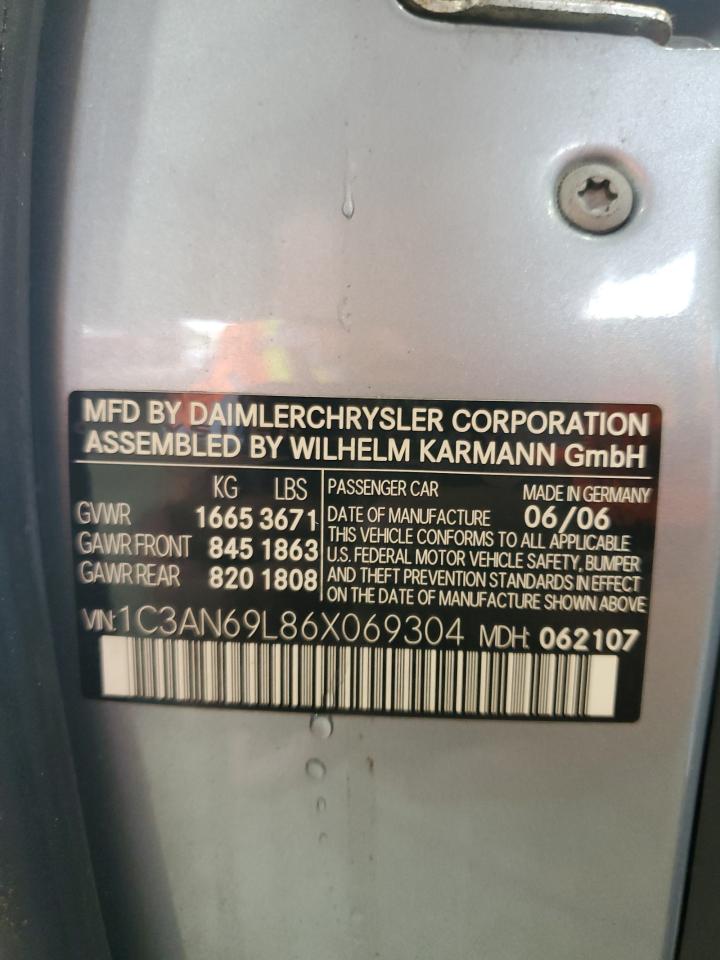 MFD BY DAIMLERCHRYSLER CORPORATION
ASSEMBLED BY WILHELM KARMANN GmbH
KG LBS
GVWR 1665 3671
GAWR FRONT 845 1863
GAWR REAR 820 1808
PASSENGER CAR MADE IN GERMANY
DATE OF MANUFACTURE 06/06
THIS VEHICLE CONFORMS TO ALL APPLICABLE
U.S. FEDERAL MOTOR VEHICLE SAFETY, BUMPER
AND THEFT PREVENTION STANDARDS IN EFFECT
ON THE DATE OF MANUFACTURE SHOWN ABOVE
VIN: 1C3AN69L86X069304 MDH: 062107